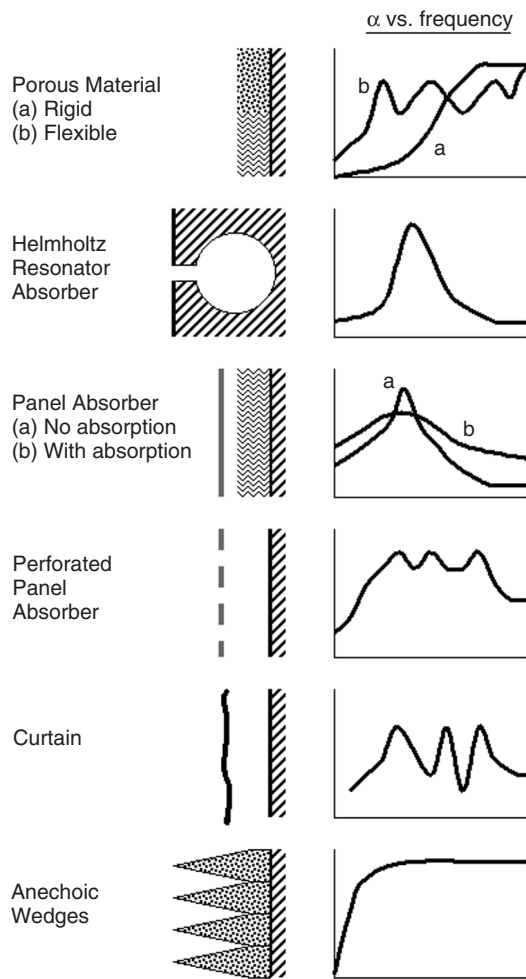 α vs. frequency
Porous Material
(a) Rigid
(b) Flexible
b
a
Helmholtz
Resonator
Absorber
Panel Absorber
(a) No absorption
(b) With absorption
a
b
Perforated
Panel
Absorber
Curtain
Anechoic
Wedges